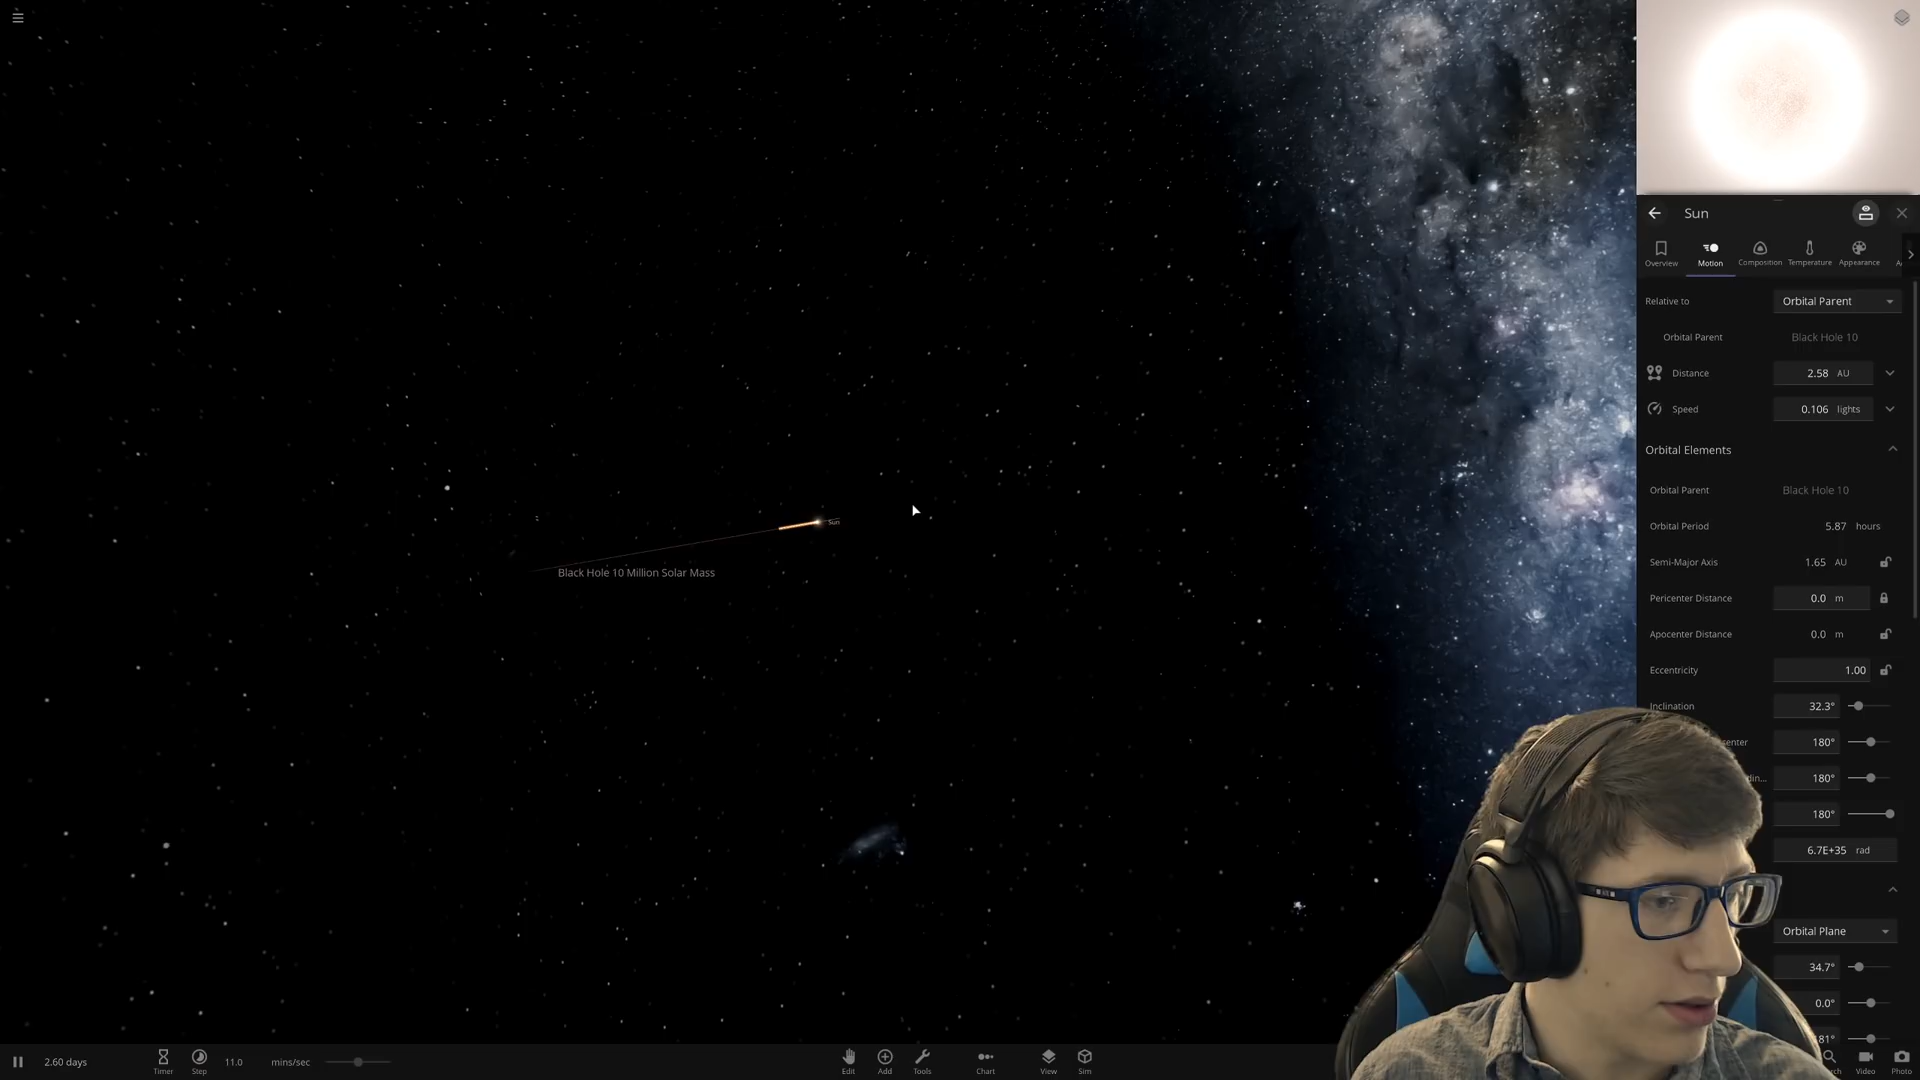 Sun
Black Hole 10 Million Solar Mass
Sun
Overview
Motion
Composition
Temperature
Appearance
Relative to Orbital Parent
Orbital Parent Black Hole 10
Distance 2.58 AU
Speed 0.106 lights
Orbital Elements
Orbital Parent Black Hole 10
Orbital Period 5.87 hours
Semi-Major Axis 1.65 AU
Pericenter Distance 0.0 m
Apocenter Distance 0.0 m
Eccentricity 1.00
Inclination 32.3°
180°
180°
180°
6.7E+35 rad
Orbital Plane
34.7°
0.0°
2.60 days
Timer
Step
11.0 mins/sec
Edit
Add
Tools
Chart
View
Sim
Video
Photo